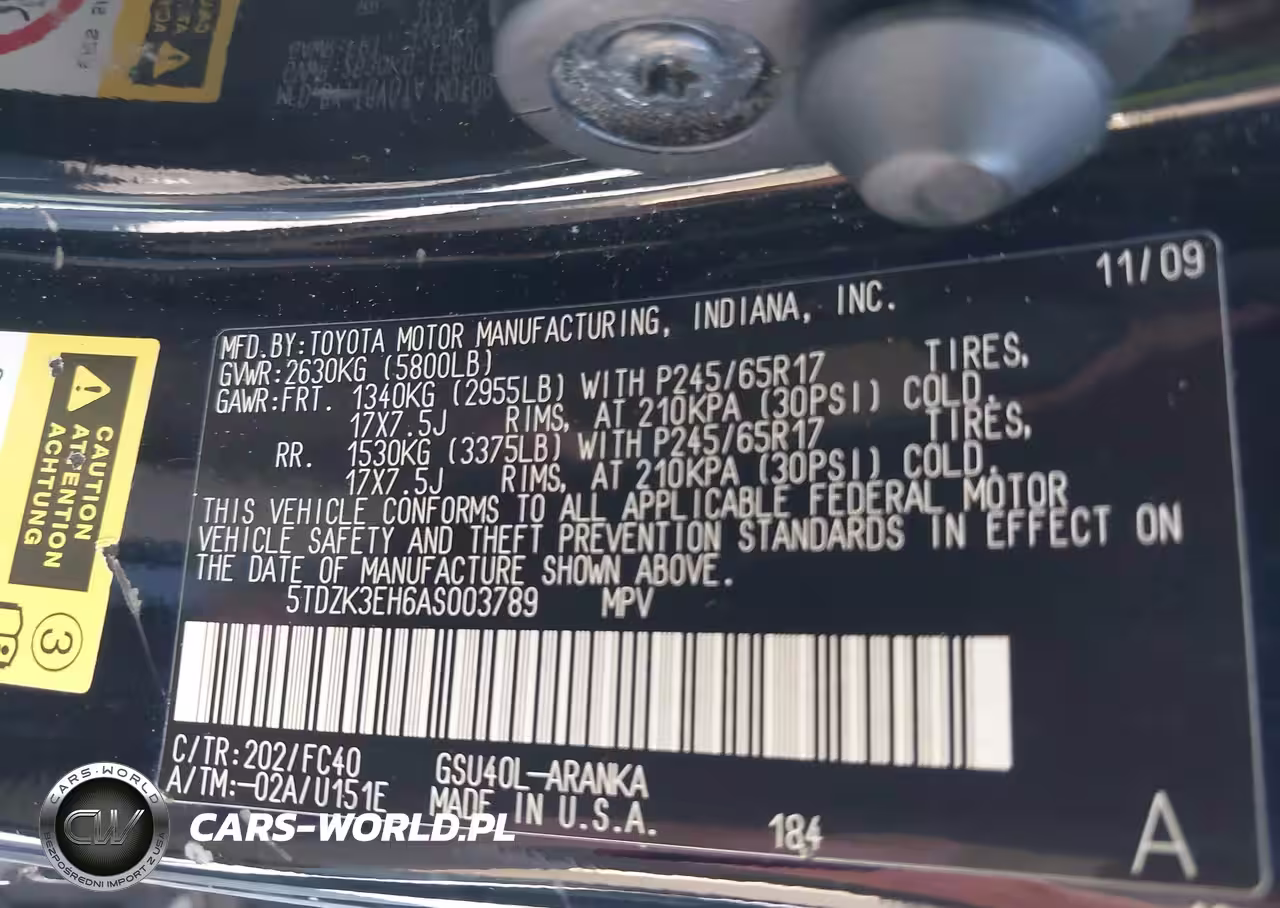 11/09
MFD.BY:TOYOTA MOTOR MANUFACTURING, INDIANA, INC.
GVWR:2630KG (5800LB)
GAWR:FRT. 1340KG (2955LB) WITH P245/65R17 TIRES,
17X7.5J RIMS, AT 210KPA (30PSI) COLD.
RR. 1530KG (3375LB) WITH P245/65R17 TIRES,
17X7.5J RIMS, AT 210KPA (30PSI) COLD.
THIS VEHICLE CONFORMS TO ALL APPLICABLE FEDERAL MOTOR
VEHICLE SAFETY AND THEFT PREVENTION STANDARDS IN EFFECT ON
THE DATE OF MANUFACTURE SHOWN ABOVE.
5TDZK3EH6AS003789 MPV
C/TR:202/FC40 GSU40L-ARANKA
A/TM:-02A/U151E MADE IN U.S.A.
184
A
CAUTION
ATTENTION
ACHTUNG
3
CARS-WORLD
CW
BEZPOŚREDNI IMPORT Z USA
CARS-WORLD.PL